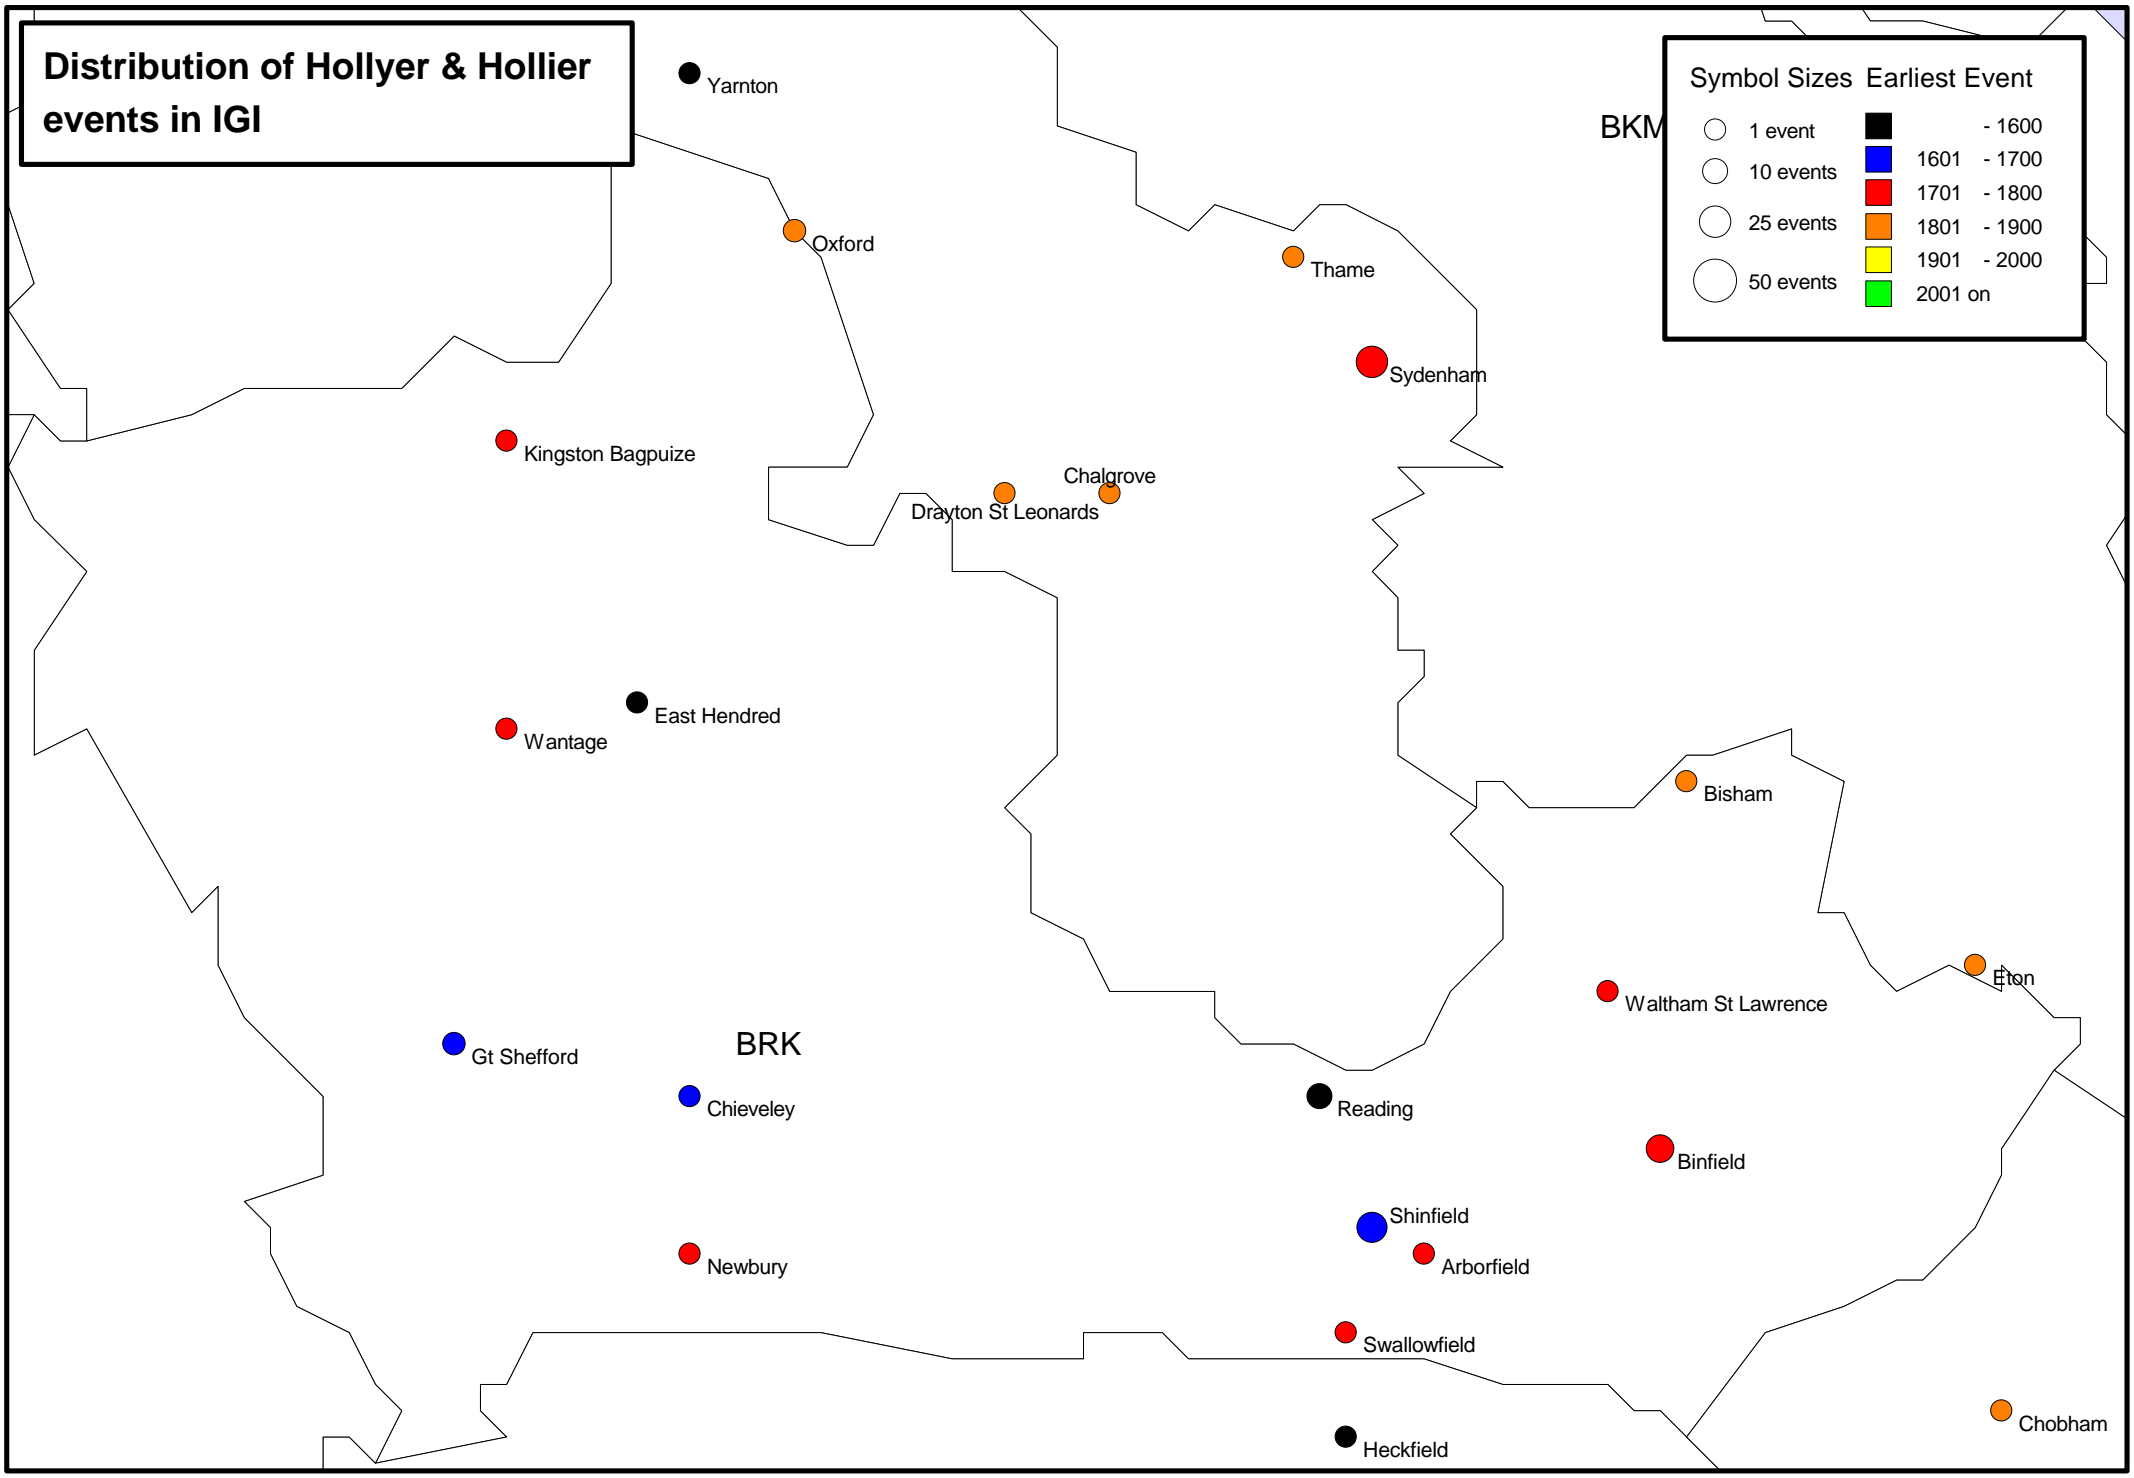 Distribution of Hollyer & Hollier
events in IGI
Symbol Sizes Earliest Event
1 event - 1600
10 events 1601 - 1700
25 events 1701 - 1800
50 events 1801 - 1900
1901 - 2000
2001 on
Yarnton
BKM
Oxford
Thame
Sydenham
Kingston Bagpuize
Chalgrove
Drayton St Leonards
East Hendred
Wantage
Bisham
Eton
Waltham St Lawrence
BRK
Gt Shefford
Chieveley
Reading
Binfield
Shinfield
Newbury
Arborfield
Swallowfield
Chobham
Heckfield